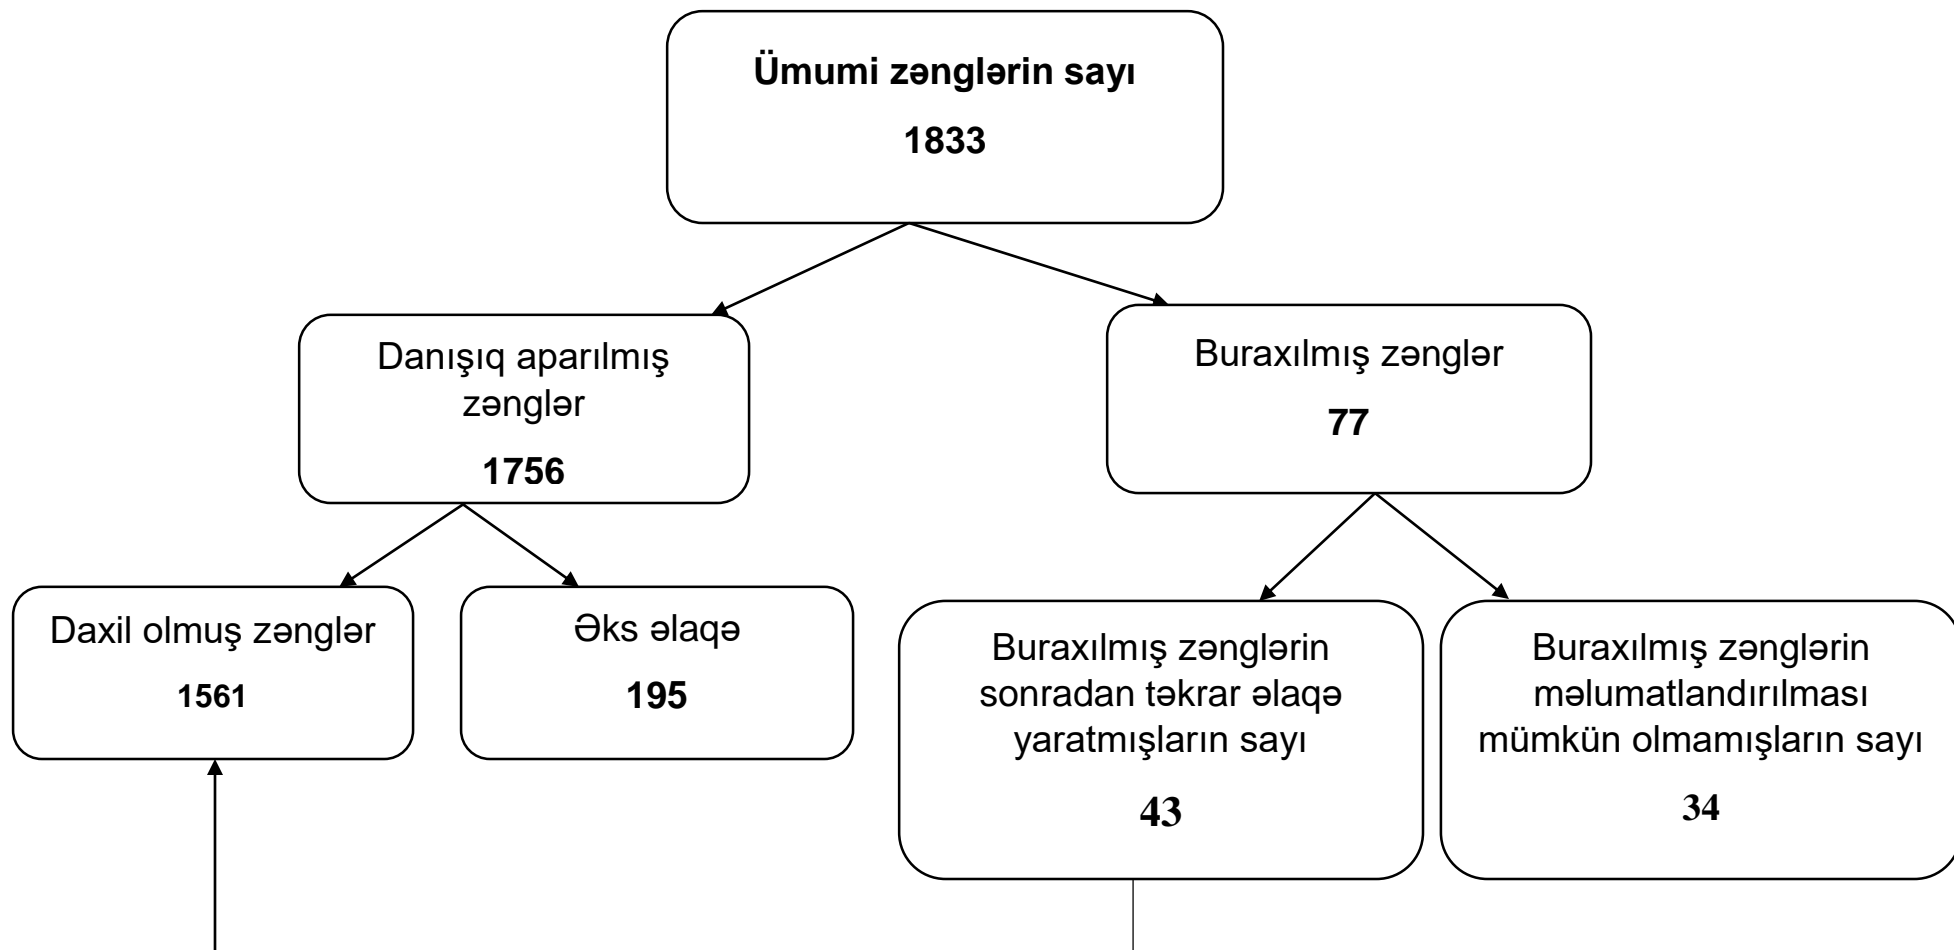 Ümumi zənglərin sayı
1833
Danışıq aparılmış
zənglər
1756
Buraxılmış zənglər
77
Daxil olmuş zənglər
1561
Əks əlaqə
195
Buraxılmış zənglərin
sonradan təkrar əlaqə
yaratmışların sayı
43
Buraxılmış zənglərin
məlumatlandırılması
mümkün olmamışların sayı
34